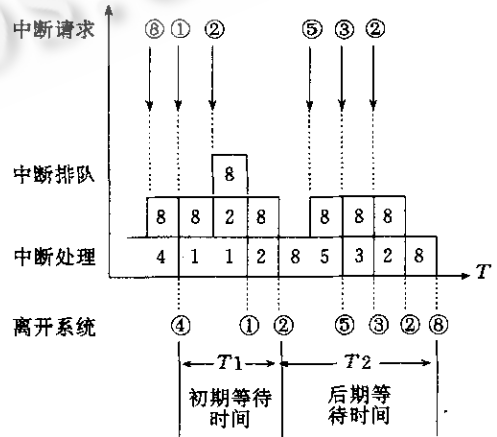 中断请求 ⑧ ① ② ⑤ ③ ②
中断排队 8
8 8 2 8 8 8 8
中断处理 4 1 1 2 8 5 3 2 8 T
离开系统 ④ ① ② ⑤ ③ ② ⑧
T1 T2
初期等待
时间
后期等
待时间